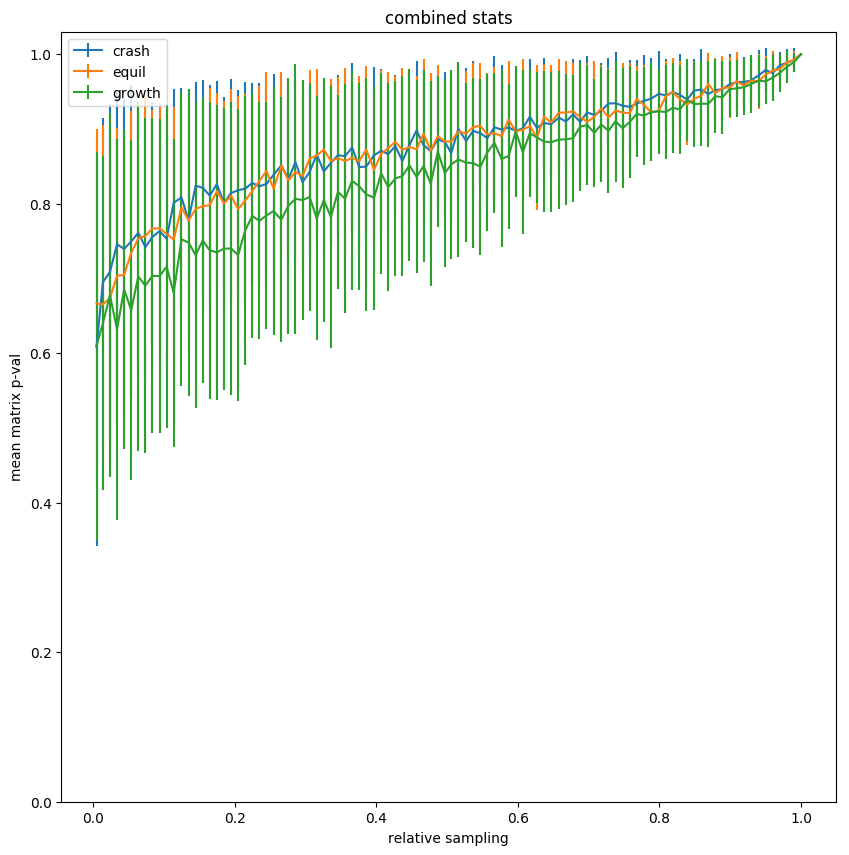 combined stats
crash
equil
growth
mean matrix p-val
1.0
0.8
0.6
0.4
0.2
0.0
0.0 0.2 0.4 0.6 0.8 1.0
relative sampling